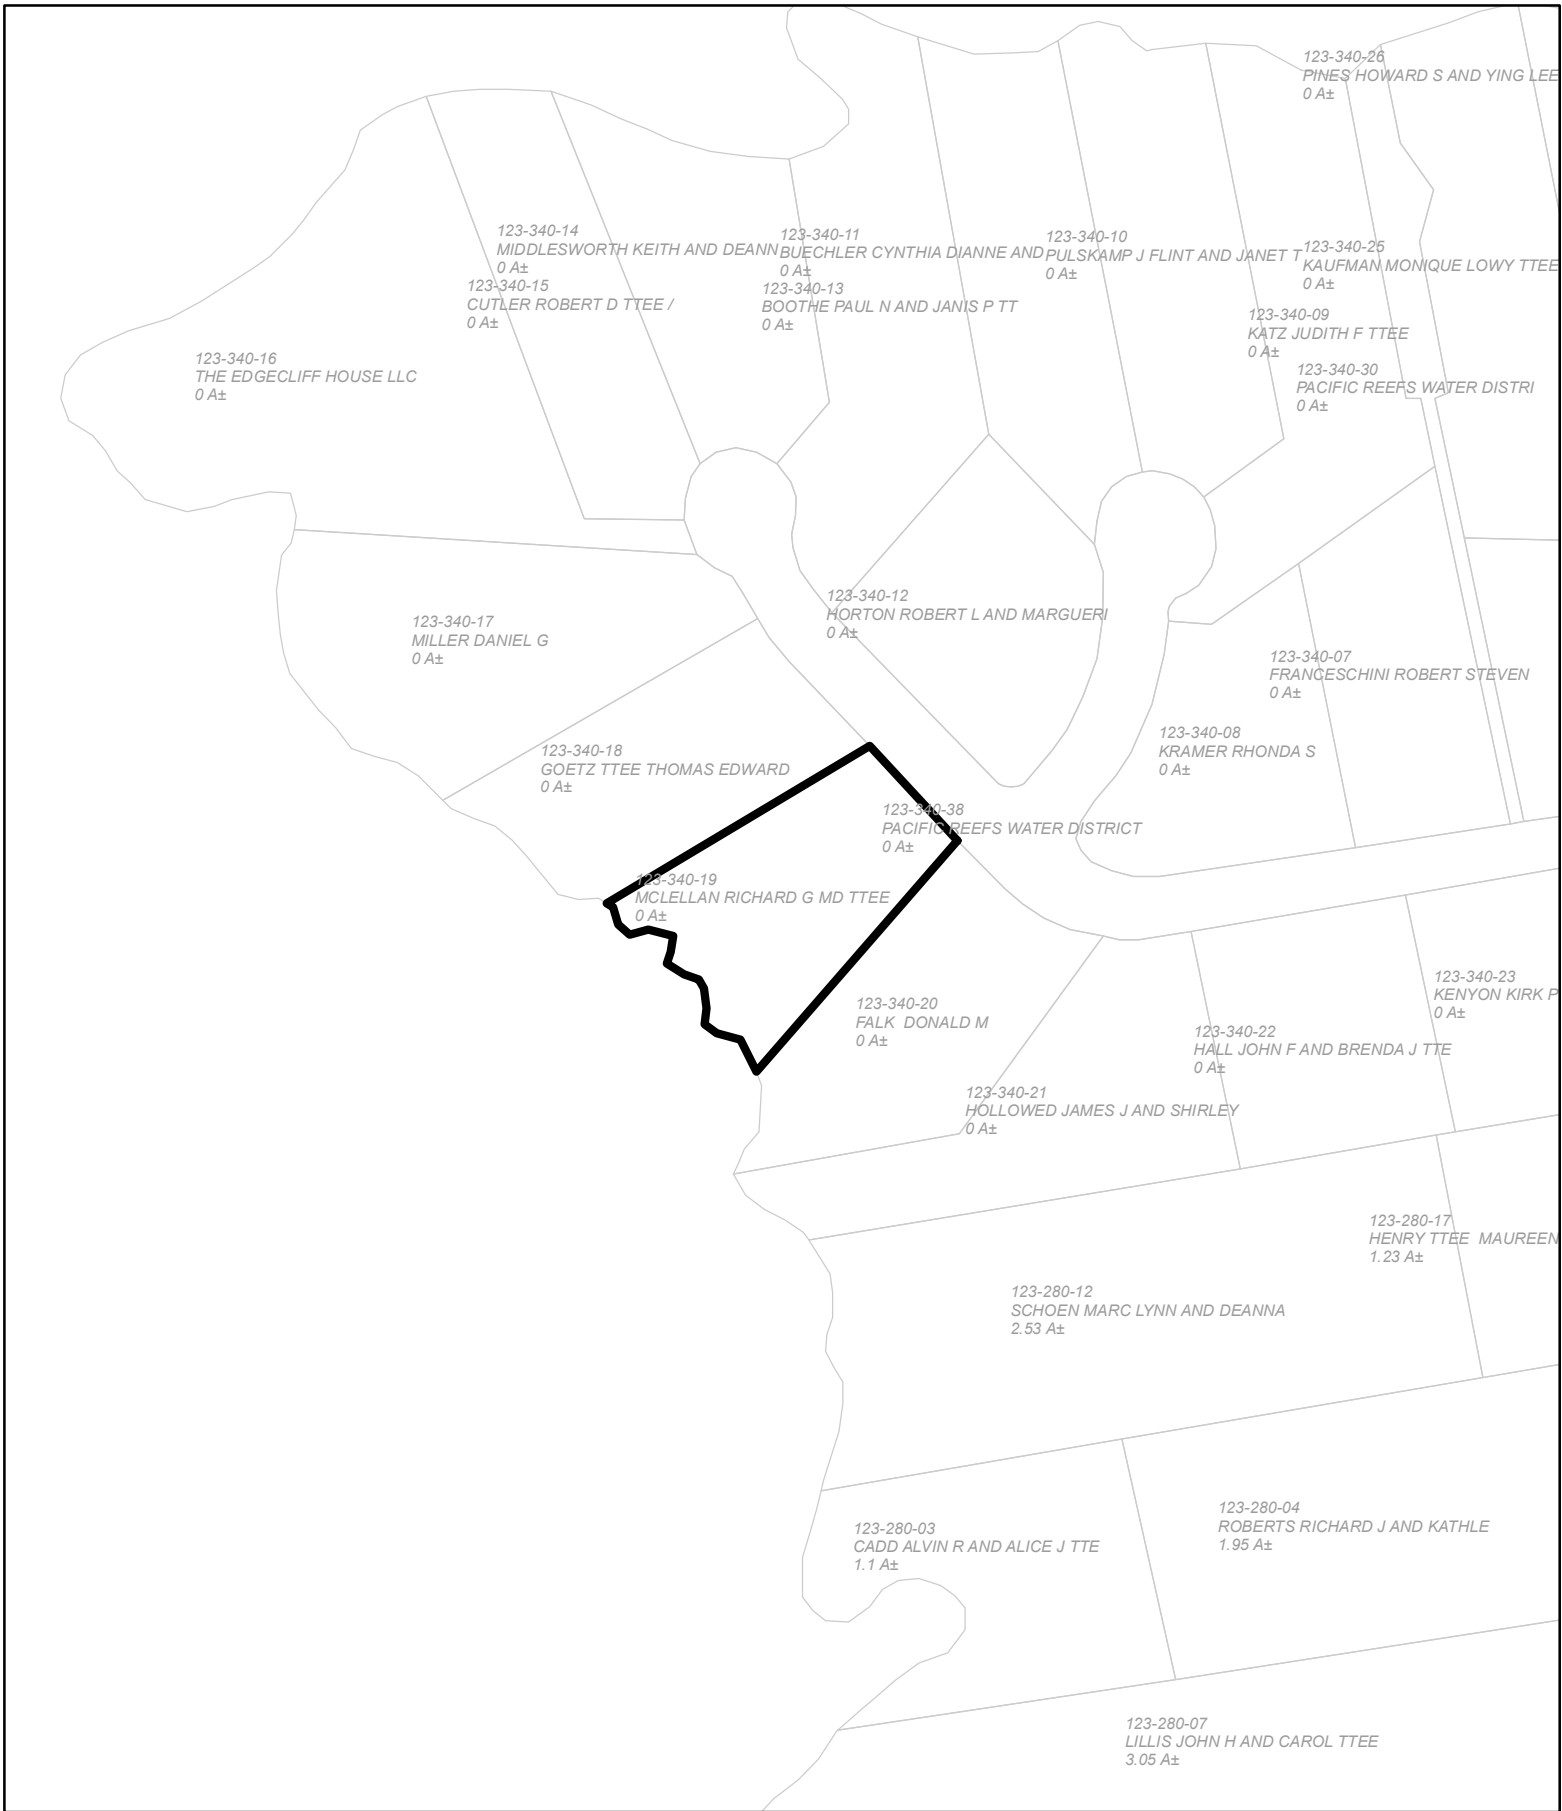 123-340-26
PINES HOWARD S AND YING LEE
0 A±
123-340-14
MIDDLESWORTH KEITH AND DEANN
0 A±
123-340-11
BUECHLER CYNTHIA DIANNE AND
0 A±
123-340-10
PULSKAMP J FLINT AND JANET T
0 A±
123-340-25
KAUFMAN MONIQUE LOWY TTEE
0 A±
123-340-15
CUTLER ROBERT D TTEE /
0 A±
123-340-13
BOOTHE PAUL N AND JANIS P TT
0 A±
123-340-09
KATZ JUDITH F TTEE
0 A±
123-340-16
THE EDGECLIFF HOUSE LLC
0 A±
123-340-30
PACIFIC REEFS WATER DISTRI
0 A±
123-340-12
HORTON ROBERT L AND MARGUERI
0 A±
123-340-17
MILLER DANIEL G
0 A±
123-340-07
FRANCESCHINI ROBERT STEVEN
0 A±
123-340-08
KRAMER RHONDA S
0 A±
123-340-18
GOETZ TTEE THOMAS EDWARD
0 A±
123-340-38
PACIFIC REEFS WATER DISTRICT
0 A±
123-340-19
MCLELLAN RICHARD G MD TTEE
0 A±
123-340-23
KENYON KIRK P
0 A±
123-340-20
FALK  DONALD M
0 A±
123-340-22
HALL JOHN F AND BRENDA J TTE
0 A±
123-340-21
HOLLOWED JAMES J AND SHIRLEY
0 A±
123-280-17
HENRY TTEE  MAUREEN
1.23 A±
123-280-12
SCHOEN MARC LYNN AND DEANNA
2.53 A±
123-280-04
ROBERTS RICHARD J AND KATHLE
1.95 A±
123-280-03
CADD ALVIN R AND ALICE J TTE
1.1 A±
123-280-07
LILLIS JOHN H AND CAROL TTEE
3.05 A±